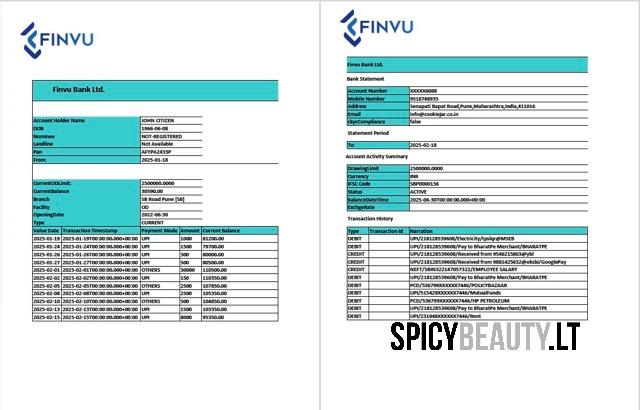 FINVU
Finvu Bank Ltd.
Account Holder Name JOHN CITIZEN
DOB 1966-06-08
Nominee NOT-REGISTERED
Landline Not Available
Pan AFYPA2433P
From: 2025-01-18
CurrentODLimit: 2500000.0000
CurrentBalance 30590.00
Branch SB Road Pune [SB]
Facility OD
OpeningDate 2022-06-30
Type CURRENT
Value Date Transaction Timestamp Payment Mode Amount Current Balance
2025-01-19 2025-01-19T00:00:00.000+00:00 UPI 1000 81200.00
2025-01-24 2025-01-24T00:00:00.000+00:00 UPI 1500 79700.00
2025-01-26 2025-01-26T00:00:00.000+00:00 UPI 300 80000.00
2025-01-27 2025-01-27T00:00:00.000+00:00 UPI 500 80500.00
2025-02-01 2025-02-01T00:00:00.000+00:00 OTHERS 30000 110500.00
2025-02-02 2025-02-02T00:00:00.000+00:00 UPI 150 110350.00
2025-02-05 2025-02-05T00:00:00.000+00:00 OTHERS 2500 107850.00
2025-02-08 2025-02-08T00:00:00.000+00:00 UPI 2500 105350.00
2025-02-10 2025-02-10T00:00:00.000+00:00 OTHERS 500 104850.00
2025-02-13 2025-02-13T00:00:00.000+00:00 UPI 1500 103350.00
2025-02-15 2025-02-15T00:00:00.000+00:00 UPI 8000 95350.00
FINVU
Finvu Bank Ltd.
Bank Statement
Account Number XXXXX6088
Mobile Number 9518748935
Address Senapati Bapat Road,Pune,Maharashtra,India,411016
Email info@cookiejar.co.in
ckycCompliance false
Statement Period
To: 2025-02-18
Account Activity Summary
DrawingLimit 2500000.0000
Currency INR
IFSC Code SBP0000136
Status ACTIVE
balanceDateTime 2025-06-30T00:00:00.000+00:00
ExchgeRate
Transaction History
Type Transaction Id Narration
DEBIT UPI/218128539608/Electricity/tpslqr@MSEB
DEBIT UPI/218128539608/Pay to BharatPe Merchant/BHARATPE
CREDIT UPI/218128539608/Received from 9546215863@ybl
CREDIT UPI/218128539608/Received from 9881425632@oksbi/GooglePay
CREDIT NEFT/SBIN322147057322/EMPLOYEE SALARY
DEBIT UPI/218128539608/Pay to BharatPe Merchant/BHARATPE
DEBIT PCD/536799XXXXXX7446/POLICYBAZAAR
DEBIT UPI/515429XXXXXX7446/MutualFunds
DEBIT PCD/536799XXXXXX7446/HP PETROLEUM
DEBIT UPI/218128539608/Pay to BharatPe Merchant/BHARATPE
DEBIT UPI/231948XXXXXX7446/Rent
SPICYBEAUTY.LT